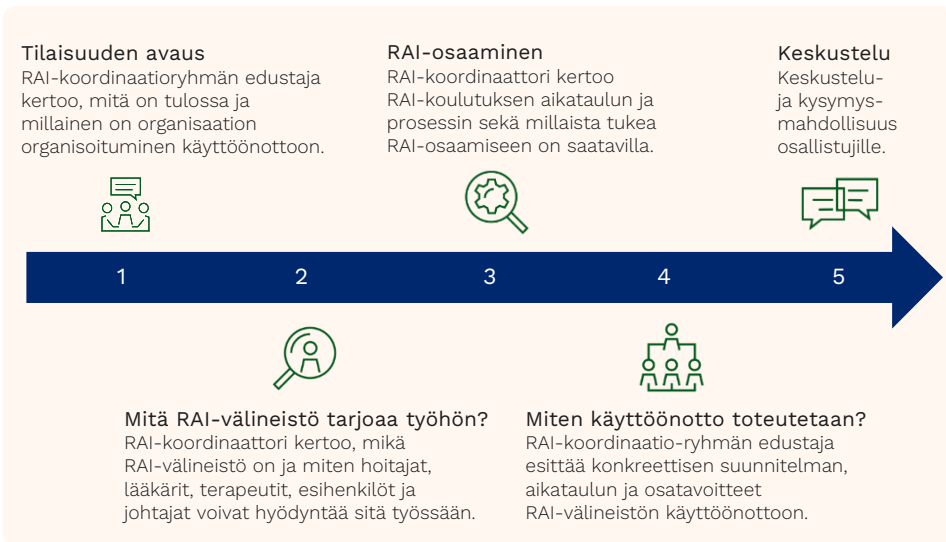 Tilaisuuden avaus
RAI-koordinaatioryhmän edustaja
kertoo, mitä on tulossa ja
millainen on organisaation
organisoituminen käyttöönottoon.
RAI-osaaminen
RAI-koordinaattori kertoo
RAI-koulutuksen aikataulun ja
prosessin sekä millaista tukea
RAI-osaamiseen on saatavilla.
Keskustelu
Keskustelu-
ja kysymys-
mahdollisuus
osallistujille.
1 2 3 4 5
Mitä RAI-välineistö tarjoaa työhön?
RAI-koordinaattori kertoo, mikä
RAI-välineistö on ja miten hoitajat,
lääkärit, terapeutit, esihenkilöt ja
johtajat voivat hyödyntää sitä työssään.
Miten käyttöönotto toteutetaan?
RAI-koordinaatio-ryhmän edustaja
esittää konkreettisen suunnitelman,
aikataulun ja osatavoitteet
RAI-välineistön käyttöönottoon.